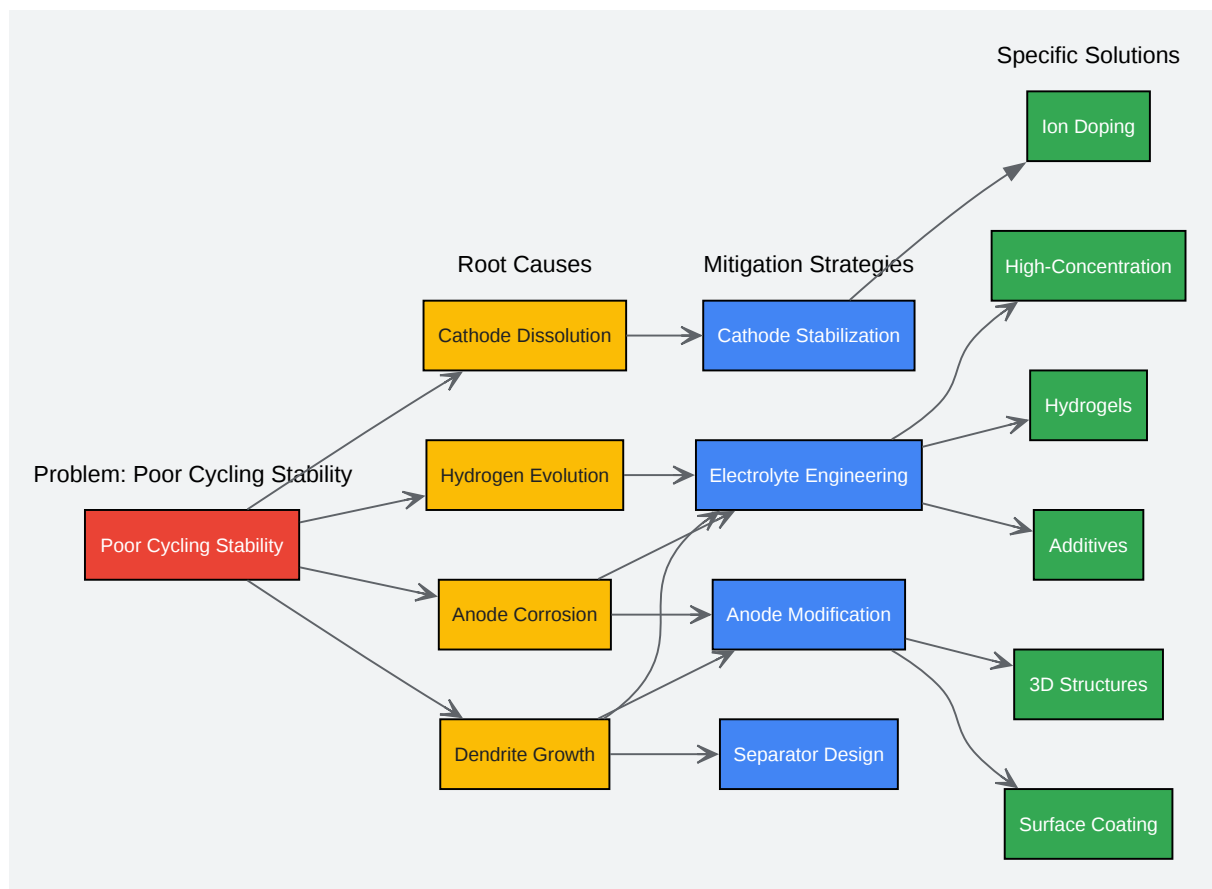 Specific Solutions
Ion Doping
High-Concentration
Root Causes
Mitigation Strategies
Cathode Dissolution
Cathode Stabilization
Hydrogels
Problem: Poor Cycling Stability
Hydrogen Evolution
Electrolyte Engineering
Poor Cycling Stability
Additives
Anode Corrosion
Anode Modification
3D Structures
Dendrite Growth
Separator Design
Surface Coating